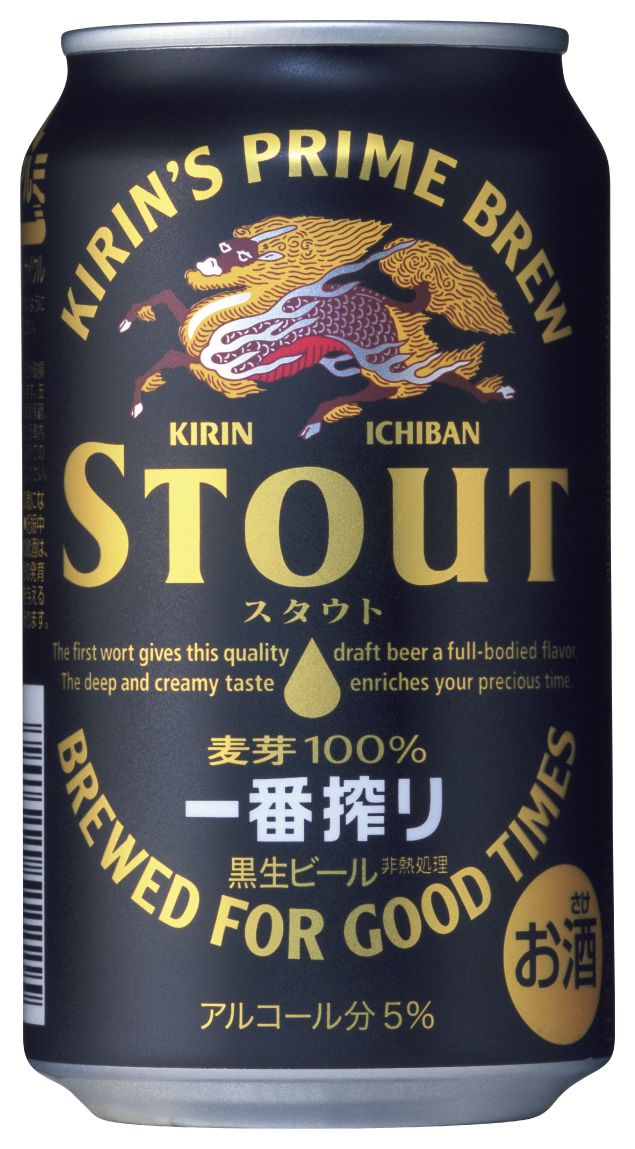 KIRIN'S PRIME BREW
KIRIN ICHIBAN
STOUT
スタウト
The first wort gives this quality draft beer a full-bodied flavor.
The deep and creamy taste enriches your precious time.
麦芽100%
一番搾り
黒生ビール 非熱処理
BREWED FOR GOOD TIMES
さけ
お酒
アルコール分5%